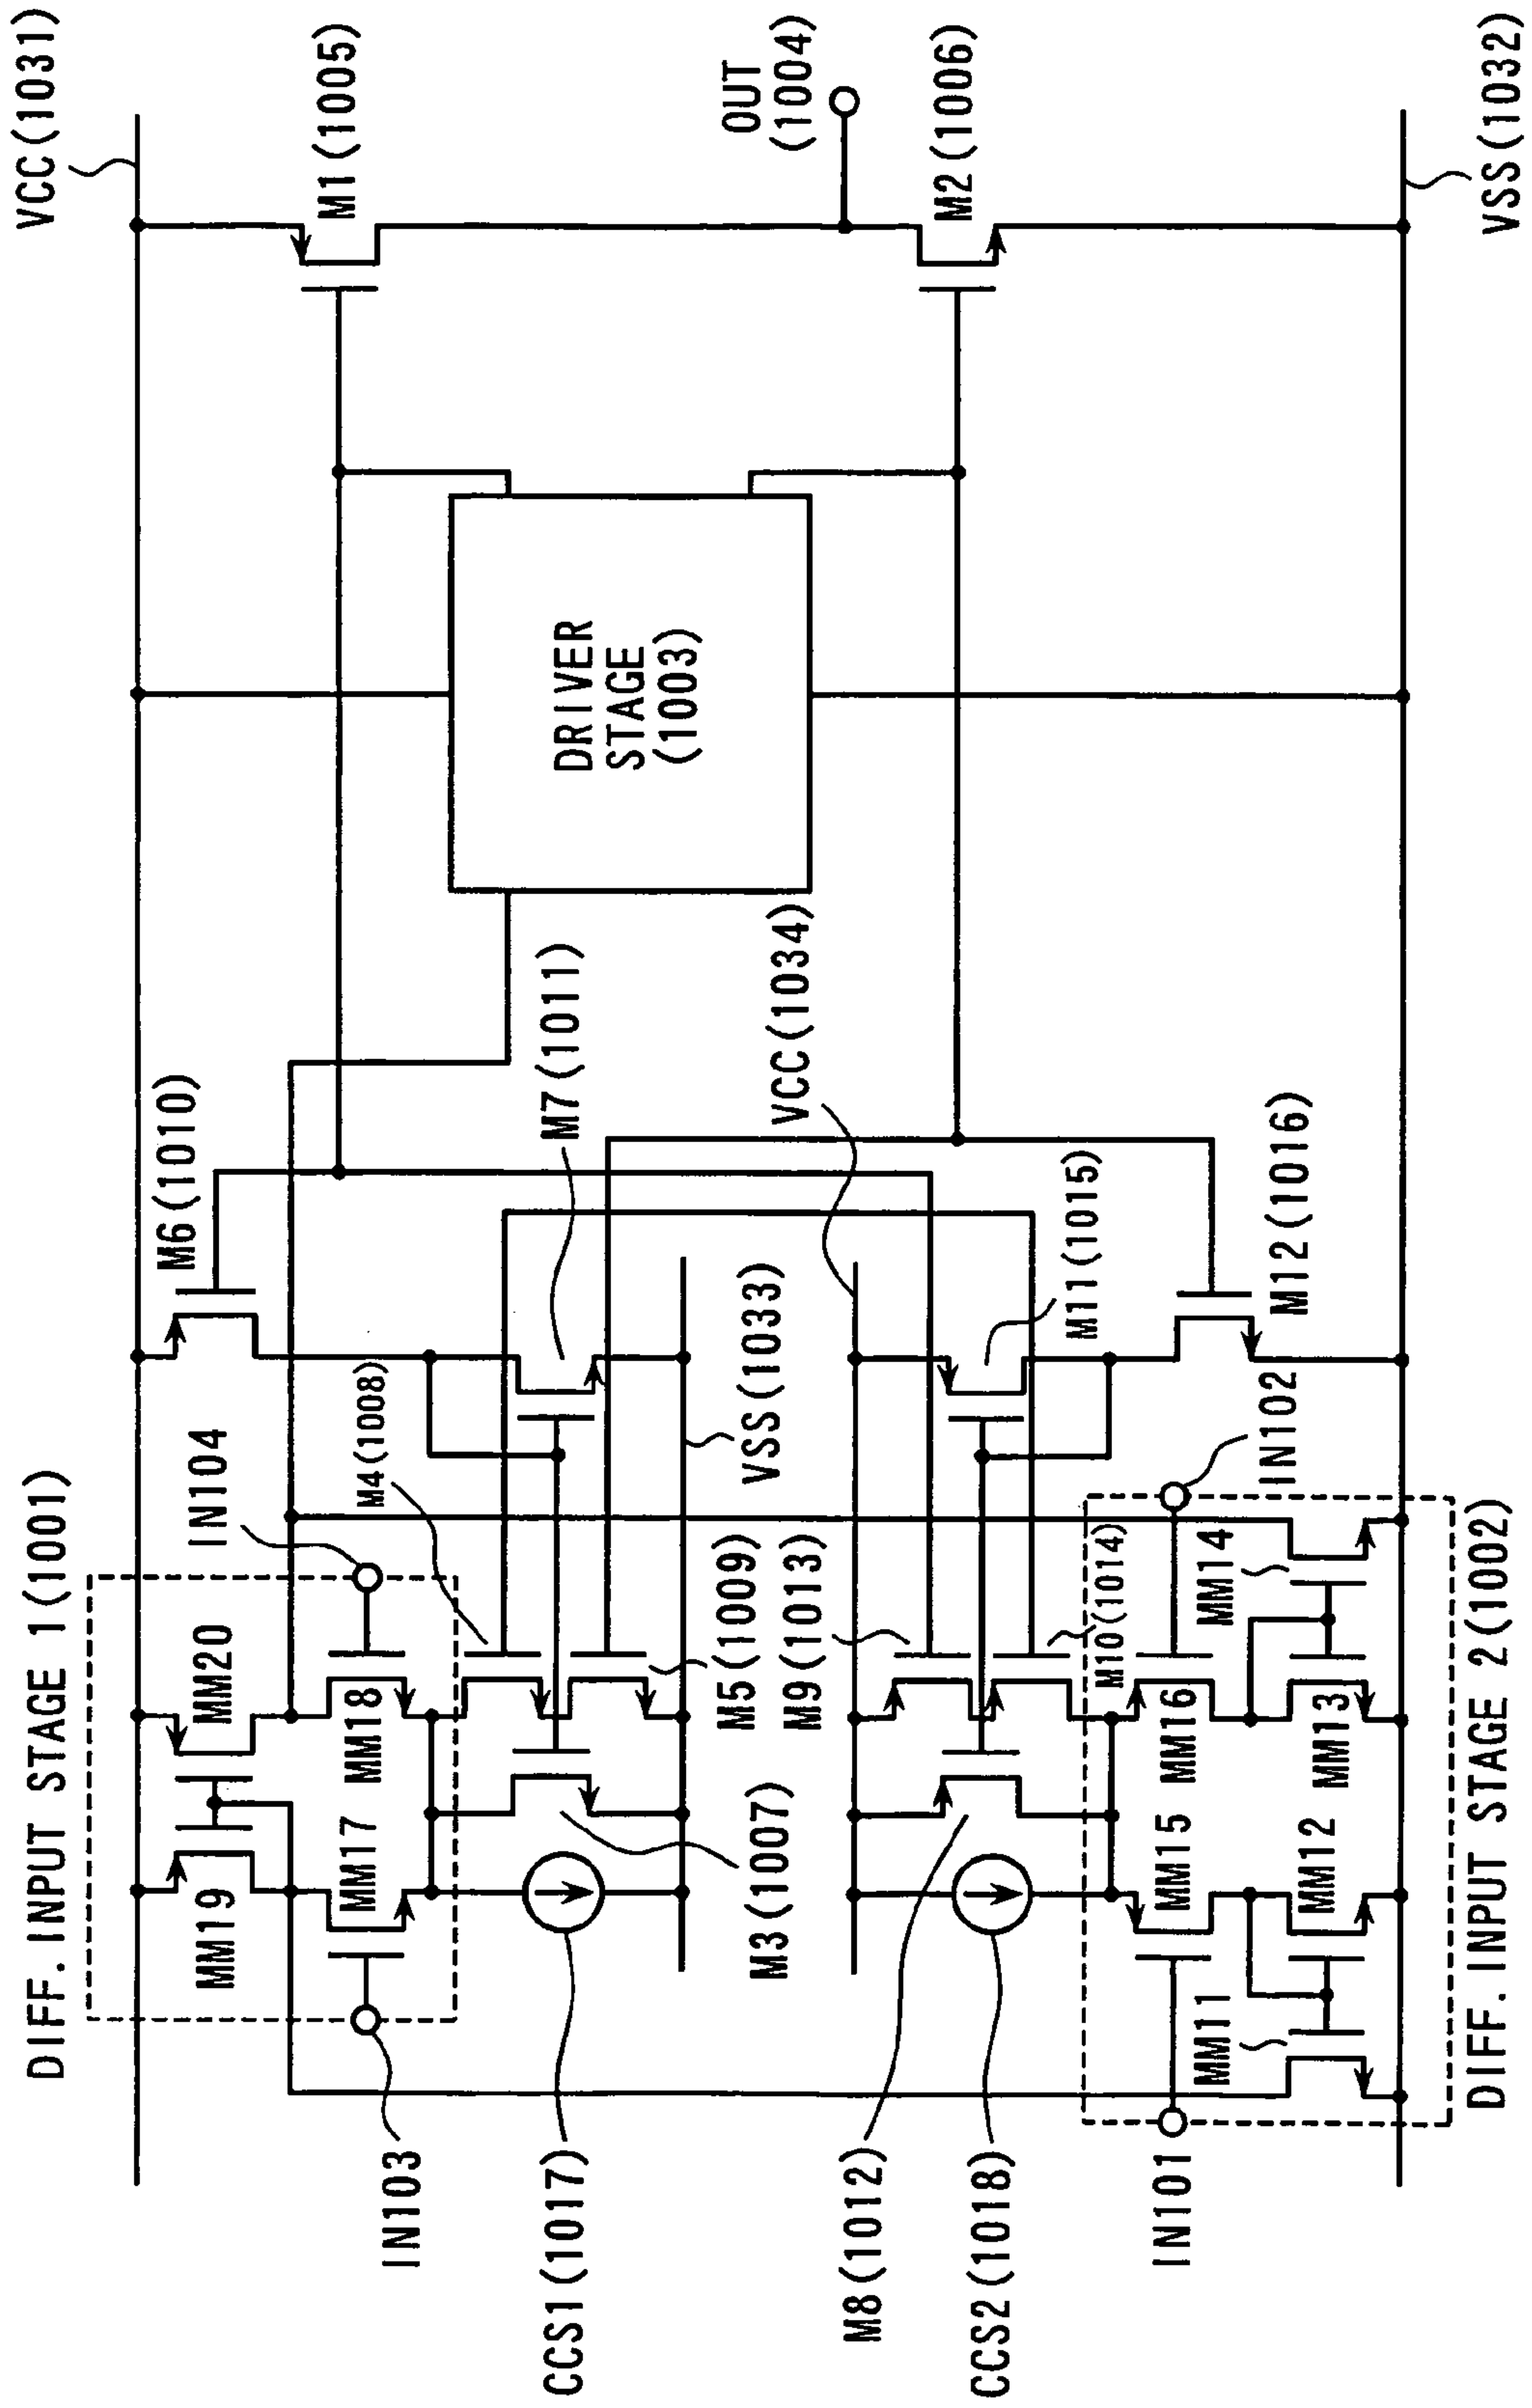 DIFF. INPUT STAGE 1(1001)
VCC(1031)
IN104
M6(1010)
MM20
MM19
MM18
MM17
M1(1005)
IN103
M4(1008)
M7(1011)
CCS1(1017)
DRIVER
STAGE
(1003)
M5(1009)
VSS(1033)
M3(1007)
OUT
(1004)
VCC(1034)
M9(1013)
M8(1012)
M2(1006)
CCS2(1018)
M11(1015)
M10(1014)
IN101
MM16
MM15
MM14
MM11
IN102
M12(1016)
MM13
MM12
DIFF. INPUT STAGE 2(1002)
VSS(1032)